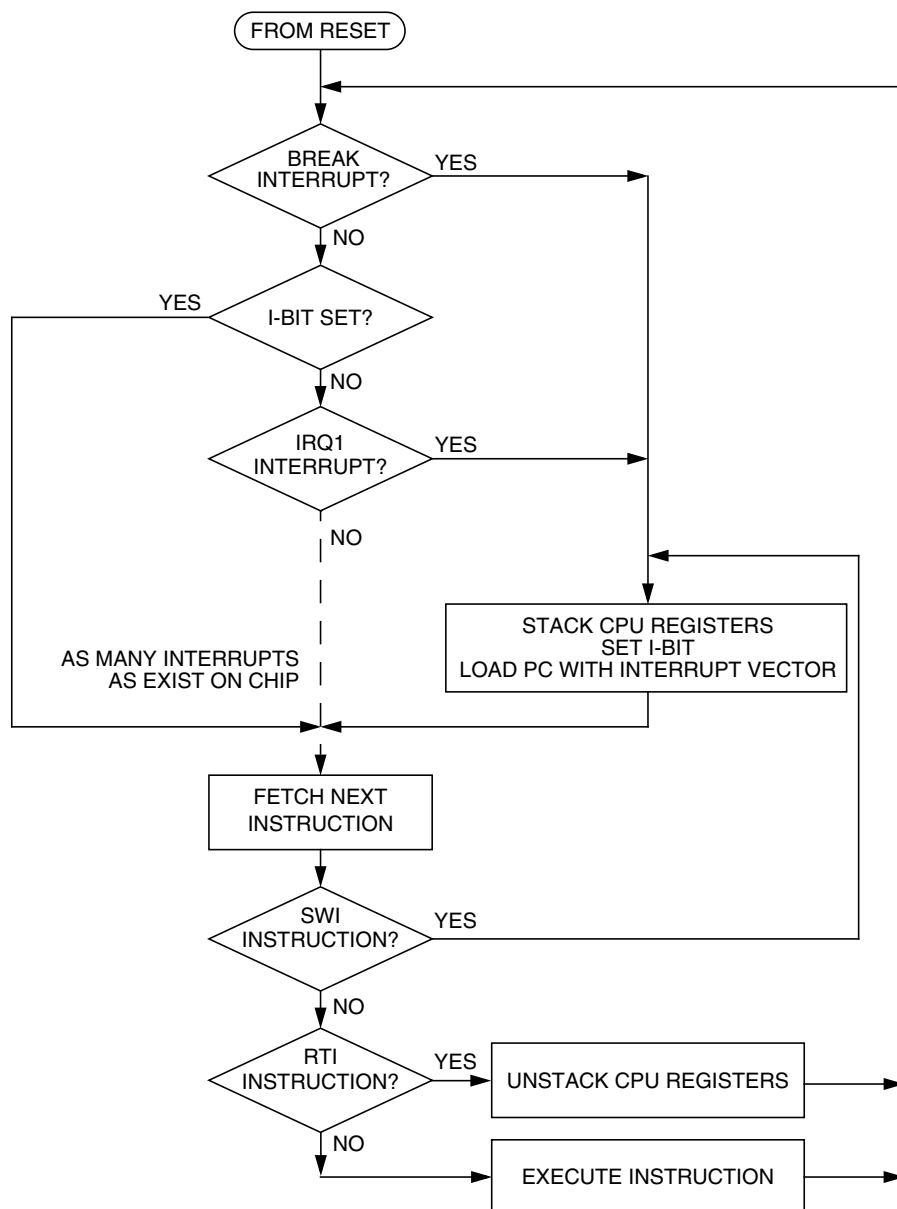 FROM RESET
BREAK
INTERRUPT?
YES
NO
YES
I-BIT SET?
NO
IRQ1
INTERRUPT?
YES
NO
STACK CPU REGISTERS
SET I-BIT
LOAD PC WITH INTERRUPT VECTOR
AS MANY INTERRUPTS
AS EXIST ON CHIP
FETCH NEXT
INSTRUCTION
SWI
INSTRUCTION?
YES
NO
RTI
INSTRUCTION?
YES
UNSTACK CPU REGISTERS
NO
EXECUTE INSTRUCTION